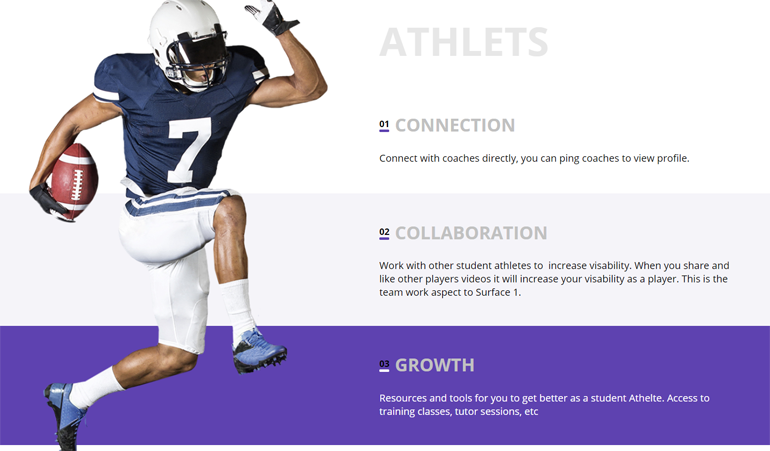 ATHLETS
01 CONNECTION
Connect with coaches directly, you can ping coaches to view profile.
7
02 COLLABORATION
Work with other student athletes to  increase visability. When you share and
like other players videos it will increase your visability as a player. This is the
team work aspect to Surface 1.
03 GROWTH
Resources and tools for you to get better as a student Athelte. Access to
training classes, tutor sessions, etc